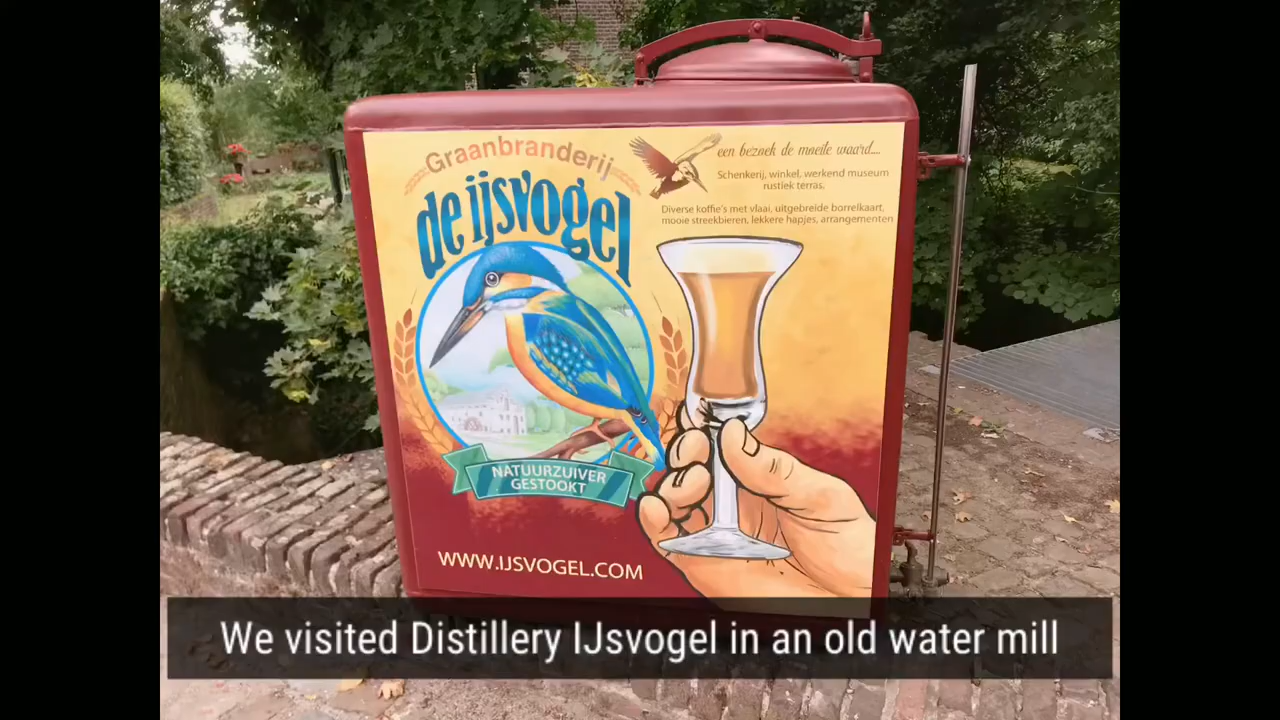 Graanbranderij
de ijsvogel
NATUURZUIVER
GESTOOKT
WWW.IJSVOGEL.COM
een bezoek de moeite waard....
Schenkerij, winkel, werkend museum
rustiek terras.
Diverse koffie's met vlaai, uitgebreide borrelkaart,
mooie streekbieren, lekkere hapjes, arrangementen
We visited Distillery IJsvogel in an old water mill